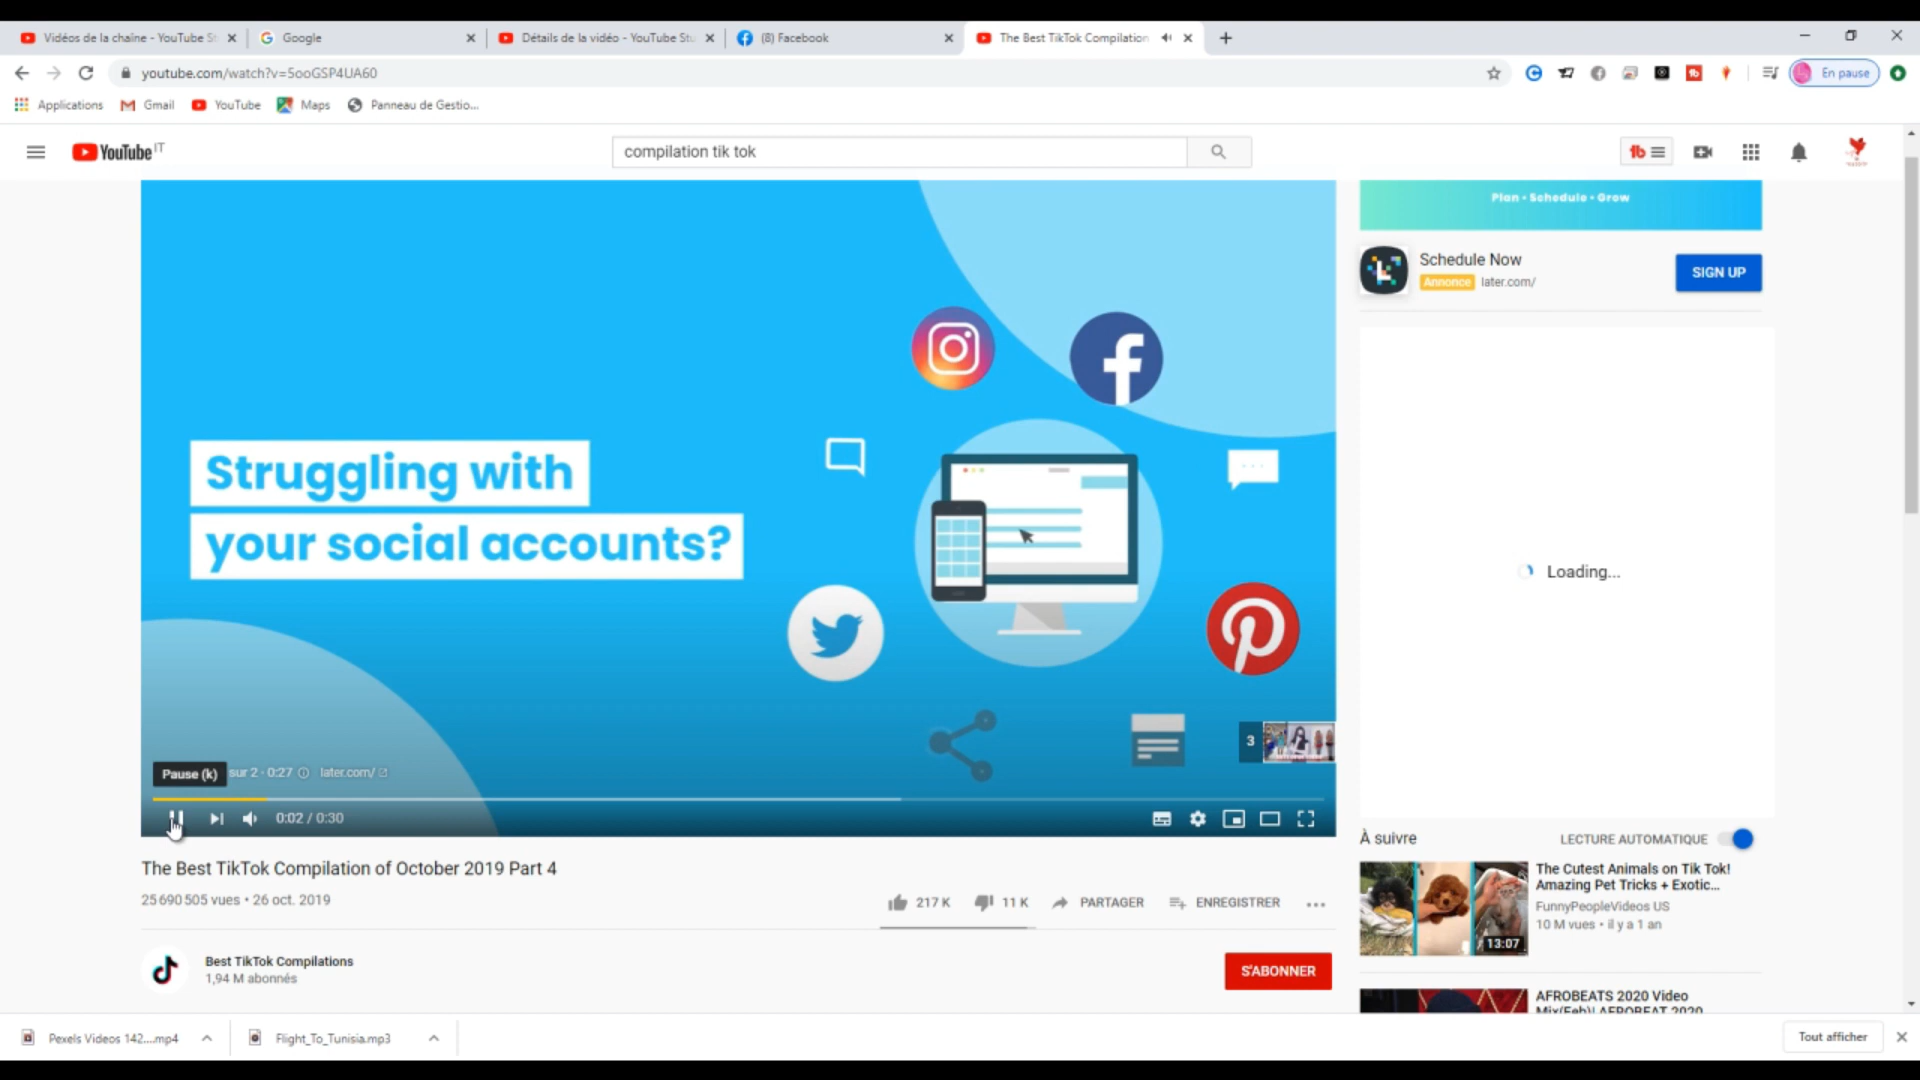 Vidéos de la chaîne - YouTube St
Google
Détails de la vidéo - YouTube Stu
(8) Facebook
The Best TikTok Compilation
youtube.com/watch?v=5ooGSP4UA60
En pause
Applications
Gmail
YouTube
Maps
Panneau de Gestio...
YouTube IT
compilation tik tok
Plan • Schedule • Grow
Schedule Now
Annonce later.com/
SIGN UP
Struggling with
your social accounts?
Loading...
3
Pause (k)
sur 2 · 0:27
later.com/
0:02 / 0:30
The Best TikTok Compilation of October 2019 Part 4
25 690 505 vues • 26 oct. 2019
217 K
11 K
PARTAGER
ENREGISTRER
Best TikTok Compilations
1,94 M abonnés
S'ABONNER
À suivre
LECTURE AUTOMATIQUE
The Cutest Animals on Tik Tok!
Amazing Pet Tricks + Exotic...
FunnyPeopleVideos US
10 M vues • il y a 1 an
13:07
AFROBEATS 2020 Video
Mix(Feb)| AFROBEAT 2020
Pexels Videos 142....mp4
Flight_To_Tunisia.mp3
Tout afficher